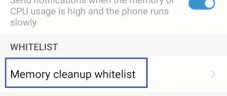 Send notifications when the memory or
CPU usage is high and the phone runs
slowly
WHITELIST
Memory cleanup whitelist